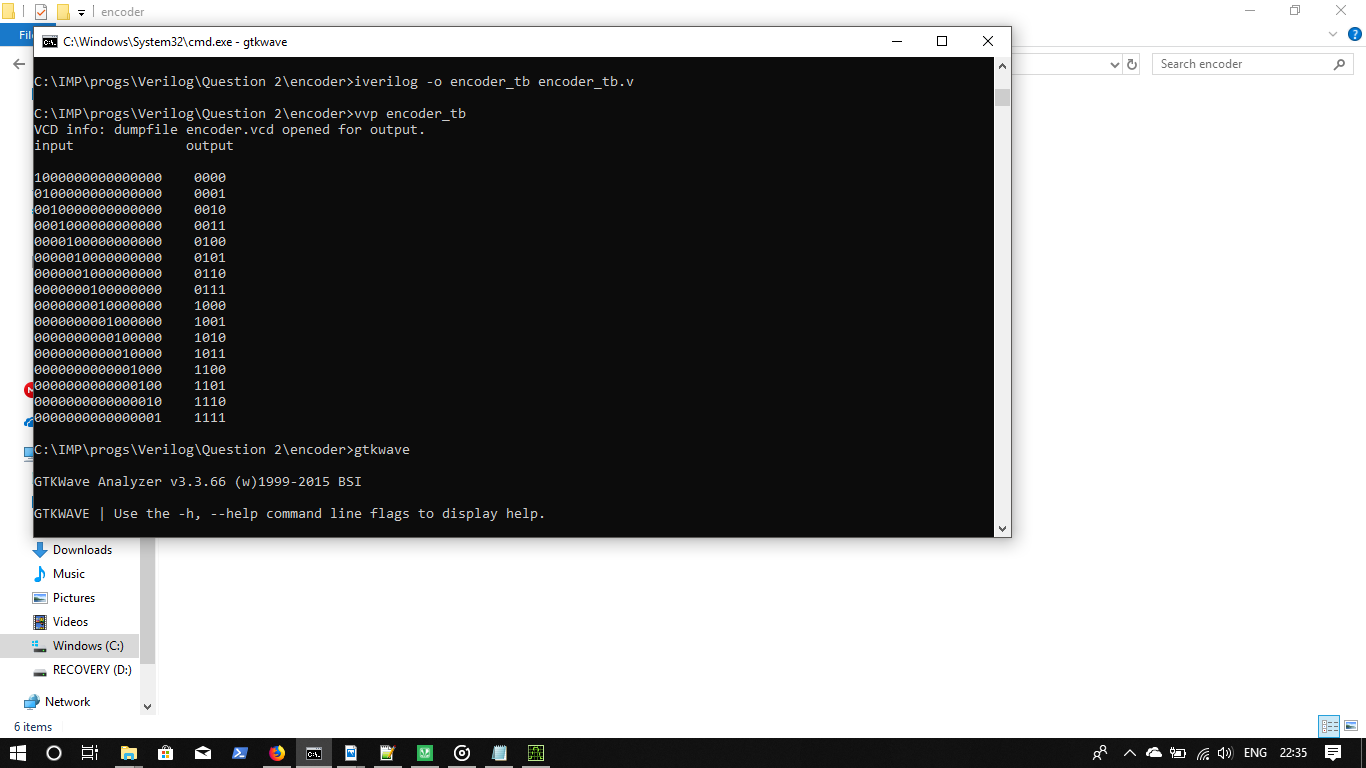 encoder
Fil
C:\Windows\System32\cmd.exe - gtkwave
Search encoder
C:\IMP\progs\Verilog\Question 2\encoder>iverilog -o encoder_tb encoder_tb.v
C:\IMP\progs\Verilog\Question 2\encoder>vvp encoder_tb
VCD info: dumpfile encoder.vcd opened for output.
input output
1000000000000000 0000
0100000000000000 0001
0010000000000000 0010
0001000000000000 0011
0000100000000000 0100
0000010000000000 0101
0000001000000000 0110
0000000100000000 0111
0000000010000000 1000
0000000001000000 1001
0000000000100000 1010
0000000000010000 1011
0000000000001000 1100
0000000000000100 1101
0000000000000010 1110
0000000000000001 1111
C:\IMP\progs\Verilog\Question 2\encoder>gtkwave
GTKWave Analyzer v3.3.66 (w)1999-2015 BSI
GTKWAVE | Use the -h, --help command line flags to display help.
Downloads
Music
Pictures
Videos
Windows (C:)
RECOVERY (D:)
Network
6 items
ENG 22:35